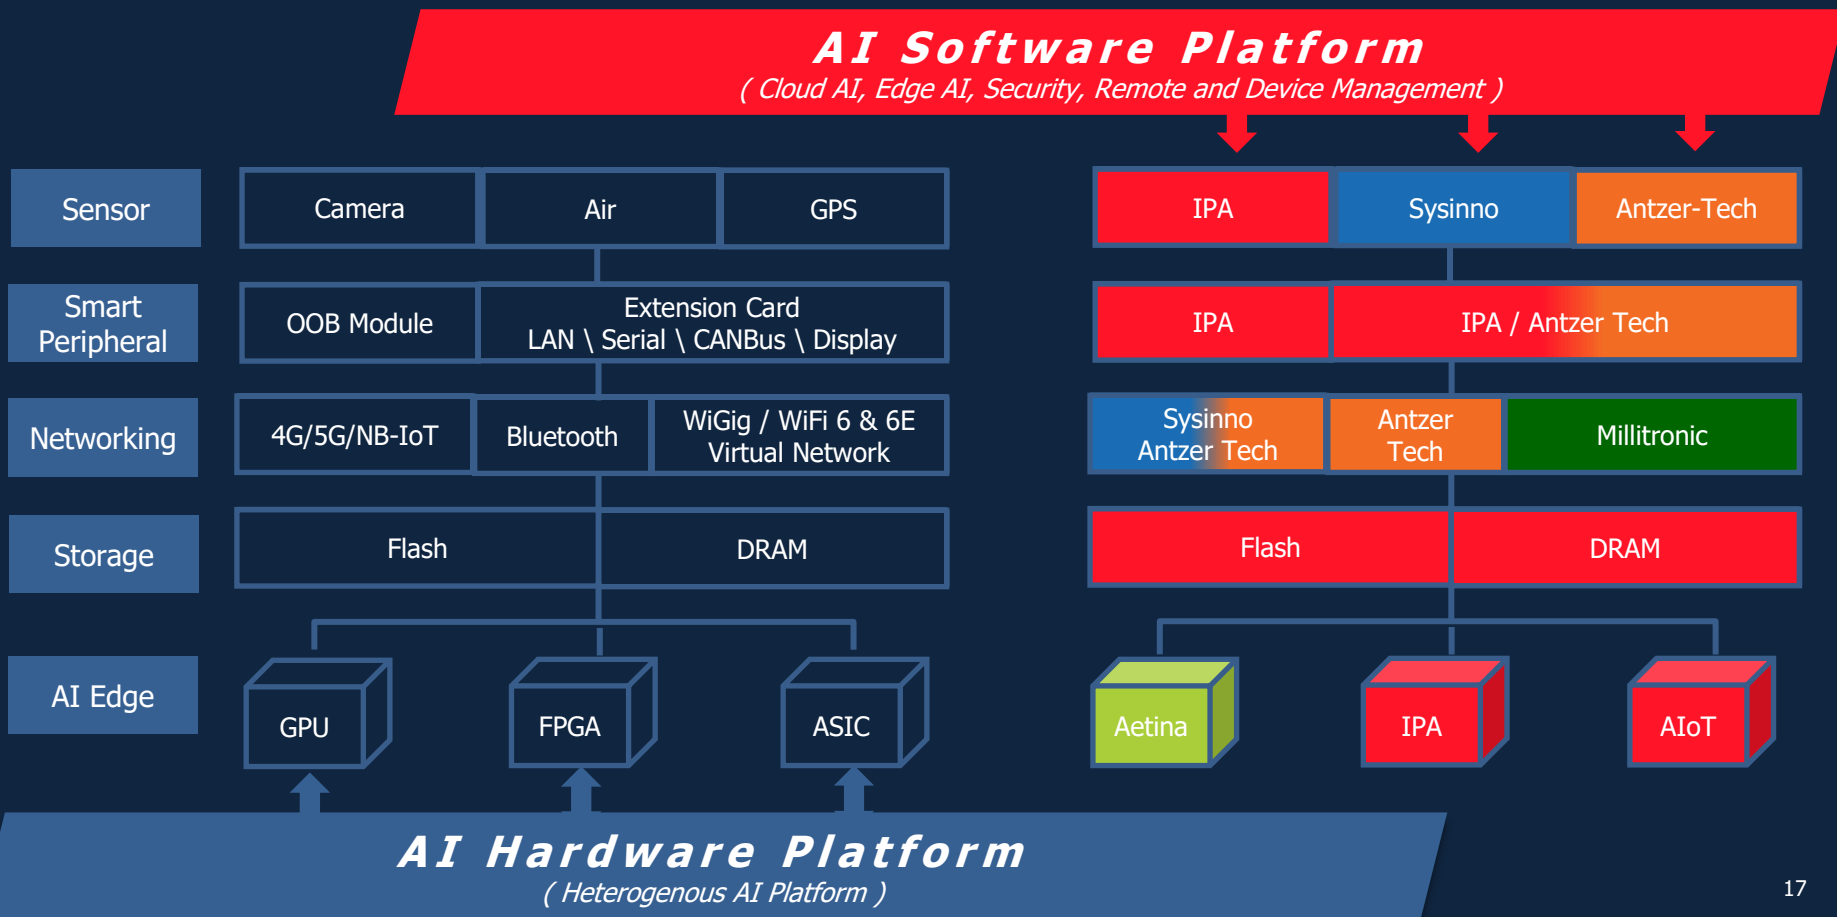 AI Software Platform
( Cloud AI, Edge AI, Security, Remote and Device Management )
Sensor
Camera
Air
GPS
IPA
Sysinno
Antzer-Tech
Smart
Peripheral
OOB Module
Extension Card
LAN \ Serial \ CANBus \ Display
IPA
IPA / Antzer Tech
Networking
4G/5G/NB-IoT
Bluetooth
WiGig / WiFi 6 & 6E
Virtual Network
Sysinno
Antzer Tech
Antzer
Tech
Millitronic
Storage
Flash
DRAM
Flash
DRAM
AI Edge
GPU
FPGA
ASIC
Aetina
IPA
AIoT
AI Hardware Platform
( Heterogenous AI Platform )
17